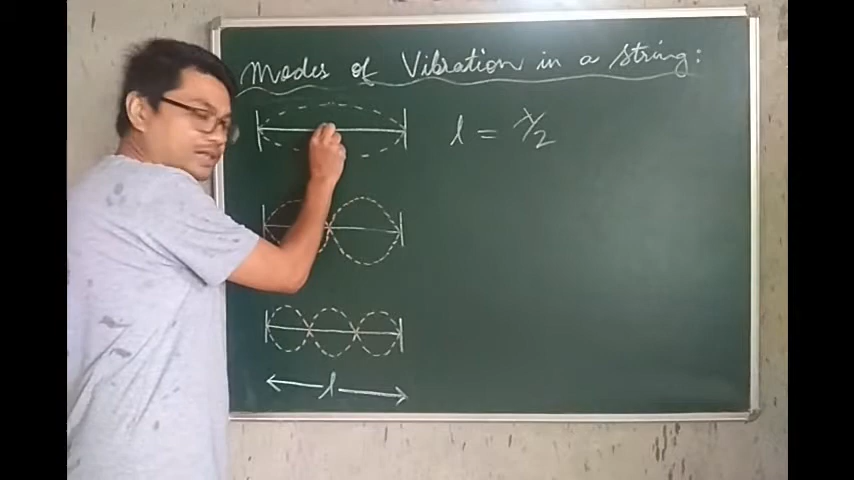 Modes of Vibration in a string:
l = λ/2
l